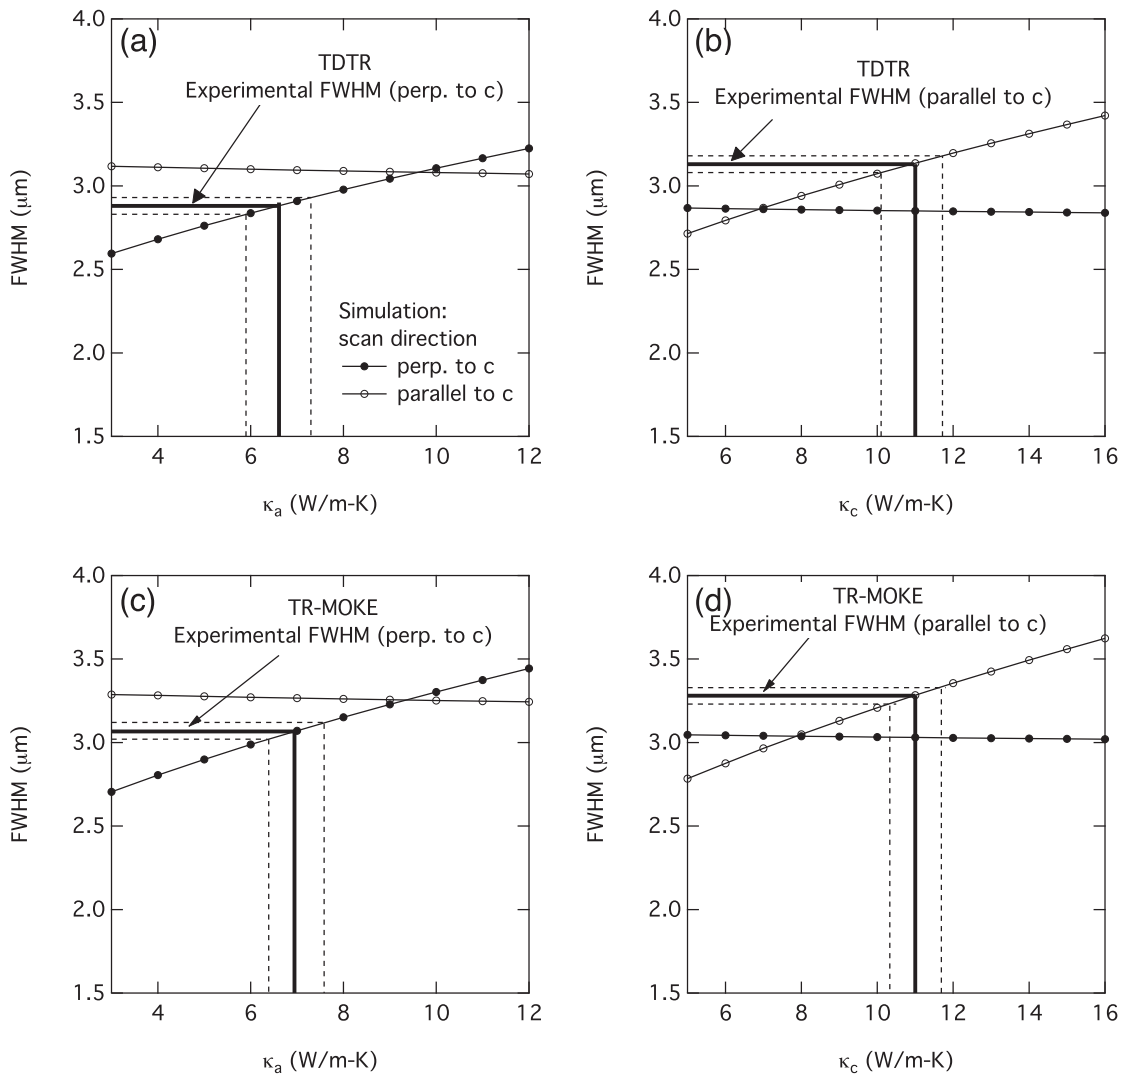 (a)
TDTR
Experimental FWHM (perp. to c)
4.0
3.5
3.0
2.5
2.0
1.5
FWHM (μm)
Simulation:
scan direction
perp. to c
parallel to c
4 6 8 10 12
κa (W/m-K)
(b)
TDTR
Experimental FWHM (parallel to c)
4.0
3.5
3.0
2.5
2.0
1.5
FWHM (μm)
6 8 10 12 14 16
κc (W/m-K)
(c)
TR-MOKE
Experimental FWHM (perp. to c)
4.0
3.5
3.0
2.5
2.0
1.5
FWHM (μm)
4 6 8 10 12
κa (W/m-K)
(d)
TR-MOKE
Experimental FWHM (parallel to c)
4.0
3.5
3.0
2.5
2.0
1.5
FWHM (μm)
6 8 10 12 14 16
κc (W/m-K)